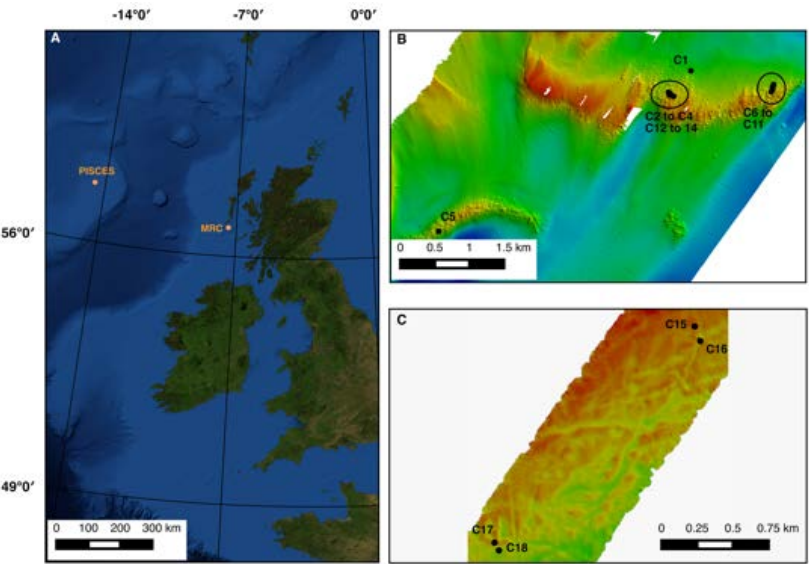 -14°0′ -7°0′ 0°0′
A
PISCES
MRC
56°0′
49°0′
0 100 200 300 km
B
C1
C2 to C4
C12 to 14
C6 to
C11
C5
0 0.5 1 1.5 km
C
C15
C16
C17
C18
0 0.25 0.5 0.75 km